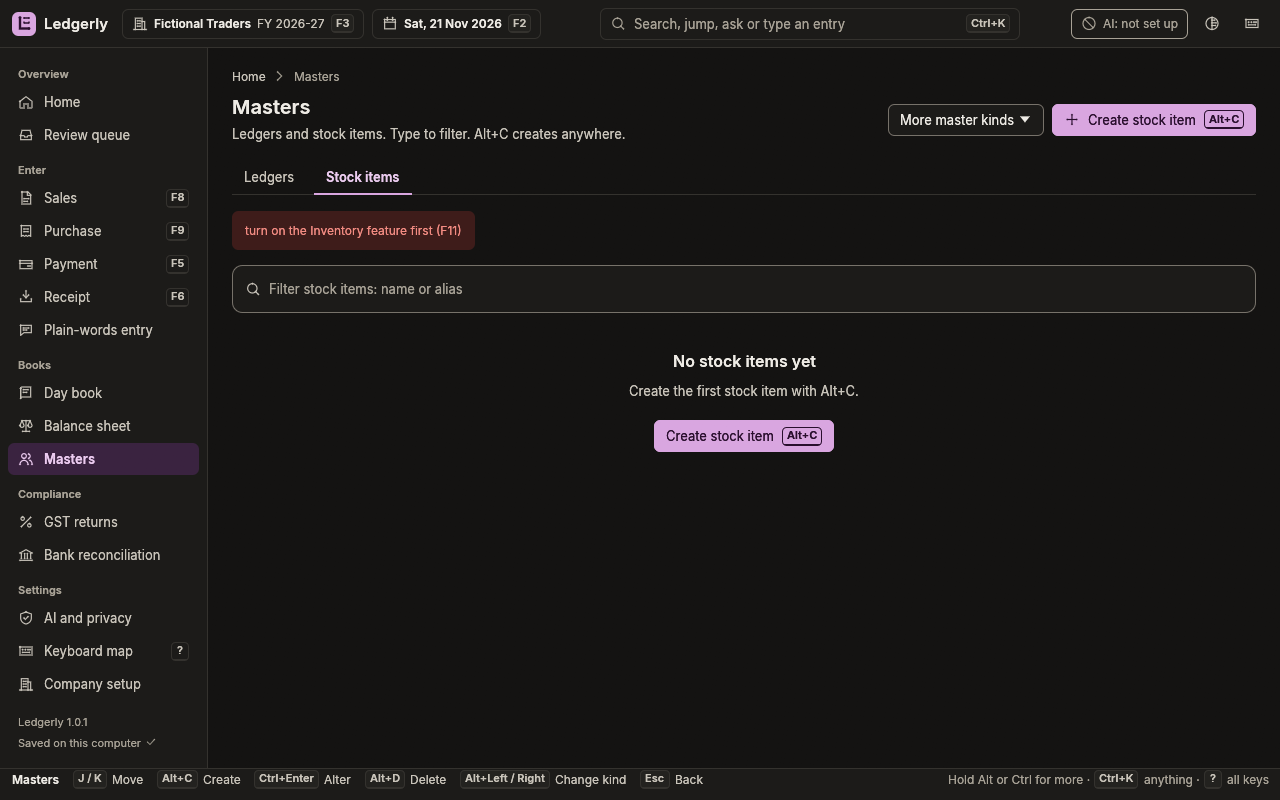 Ledgerly
Fictional Traders FY 2026-27 F3
Sat, 21 Nov 2026 F2
Search, jump, ask or type an entry Ctrl+K
AI: not set up
Overview
Home
Review queue
Enter
Sales F8
Purchase F9
Payment F5
Receipt F6
Plain-words entry
Books
Day book
Balance sheet
Masters
Compliance
GST returns
Bank reconciliation
Settings
AI and privacy
Keyboard map ?
Company setup
Ledgerly 1.0.1
Saved on this computer
Home Masters
Masters
Ledgers and stock items. Type to filter. Alt+C creates anywhere.
More master kinds
Create stock item Alt+C
Ledgers Stock items
turn on the Inventory feature first (F11)
Filter stock items: name or alias
No stock items yet
Create the first stock item with Alt+C.
Create stock item Alt+C
Masters J / K Move Alt+C Create Ctrl+Enter Alter Alt+D Delete Alt+Left / Right Change kind Esc Back
Hold Alt or Ctrl for more · Ctrl+K anything · ? all keys